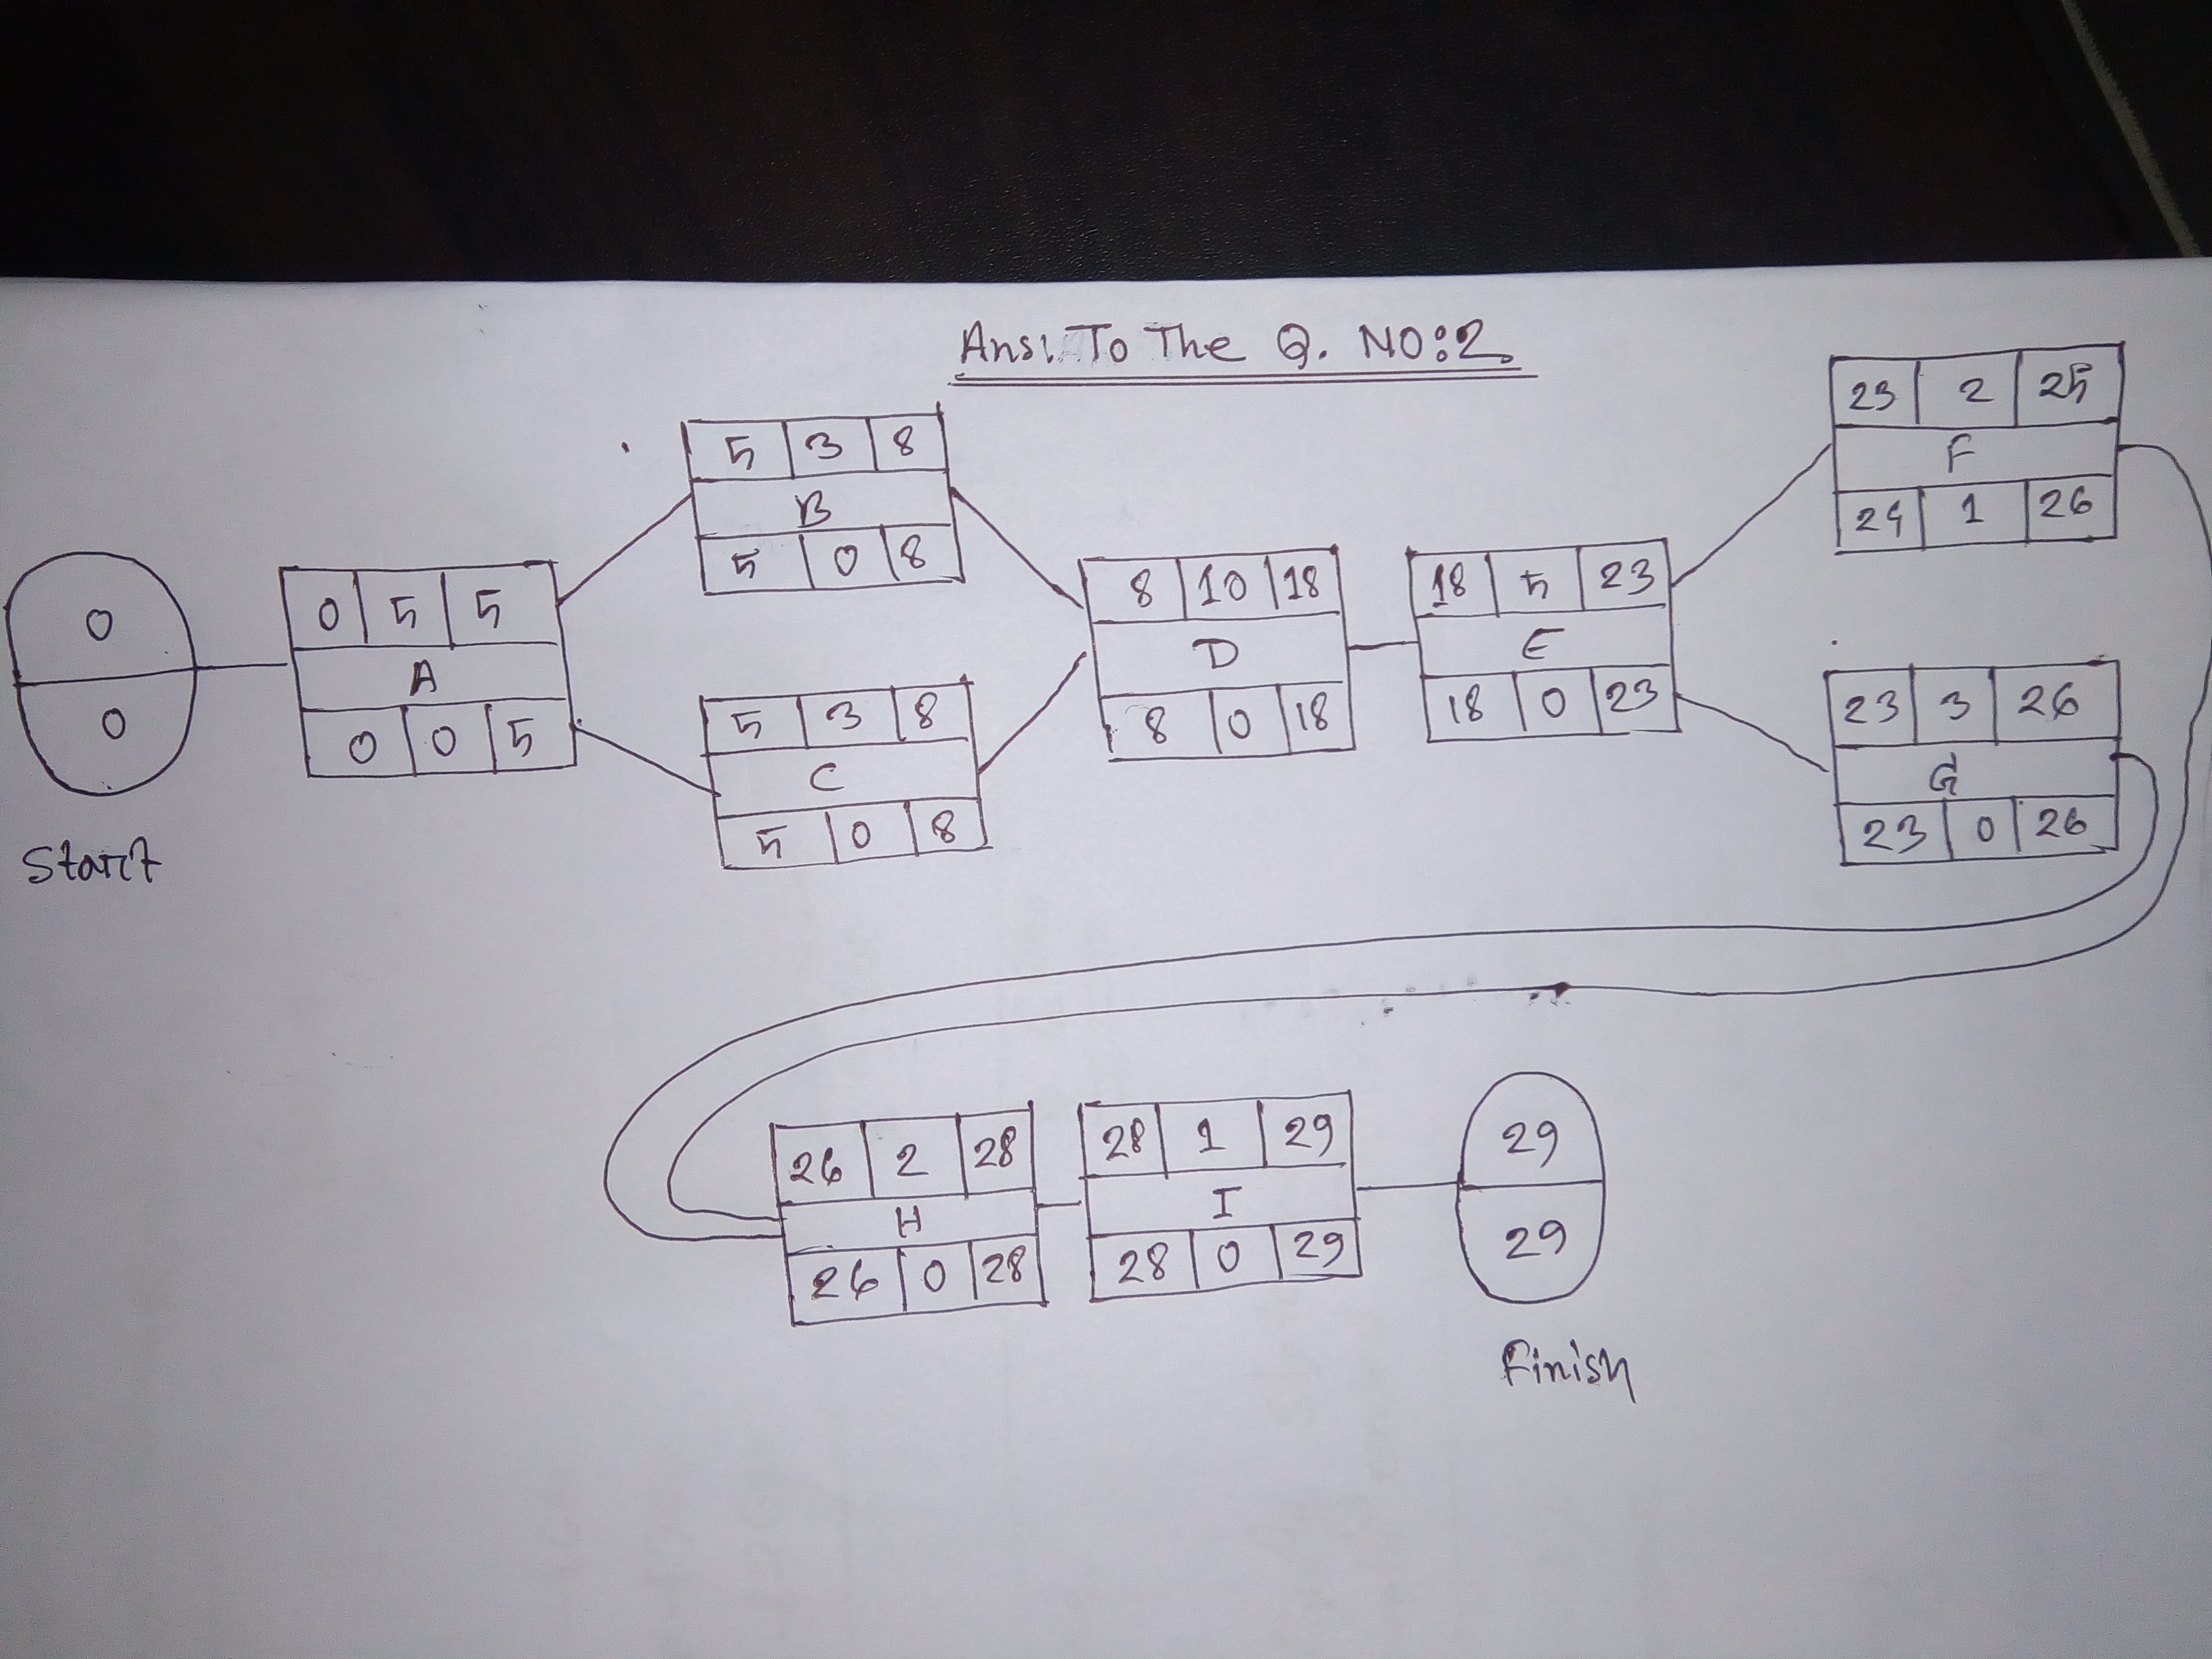 Ans: To The Q. NO:2
0
0
Start
0 5 5
A
0 0 5
5 3 8
B
5 0 8
5 3 8
C
5 0 8
8 10 18
D
8 0 18
18 5 23
E
18 0 23
23 2 25
F
24 1 26
23 3 26
G
23 0 26
26 2 28
H
26 0 28
28 1 29
I
28 0 29
29
29
Finish